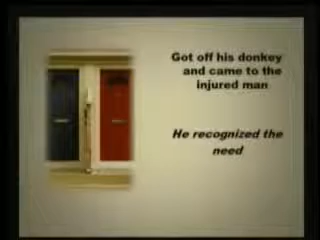 Got off his donkey
and came to the
injured man
He recognized the
need